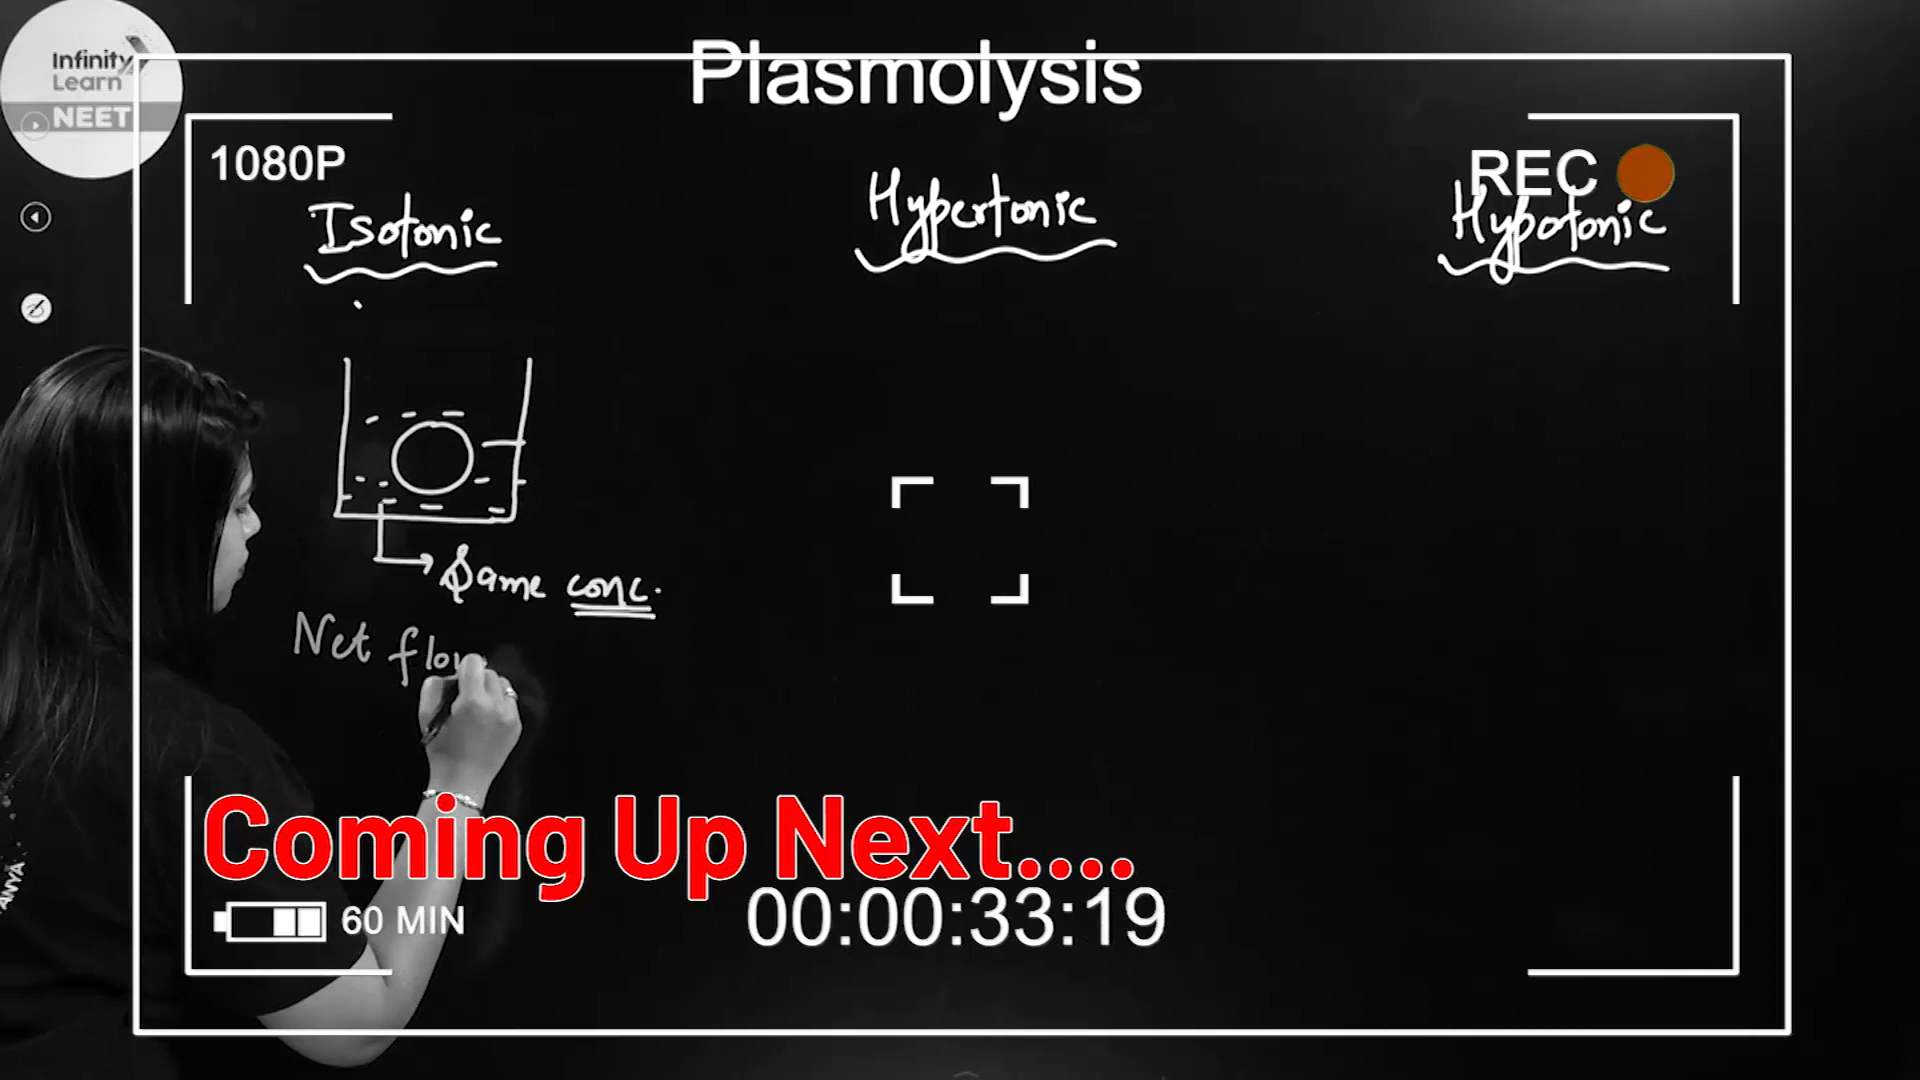 Infinity
Learn
NEET
Plasmolysis
1080P
REC
Isotonic
Hypertonic
Hypotonic
Same conc.
Net flow
Coming Up Next....
60 MIN
00:00:33:19